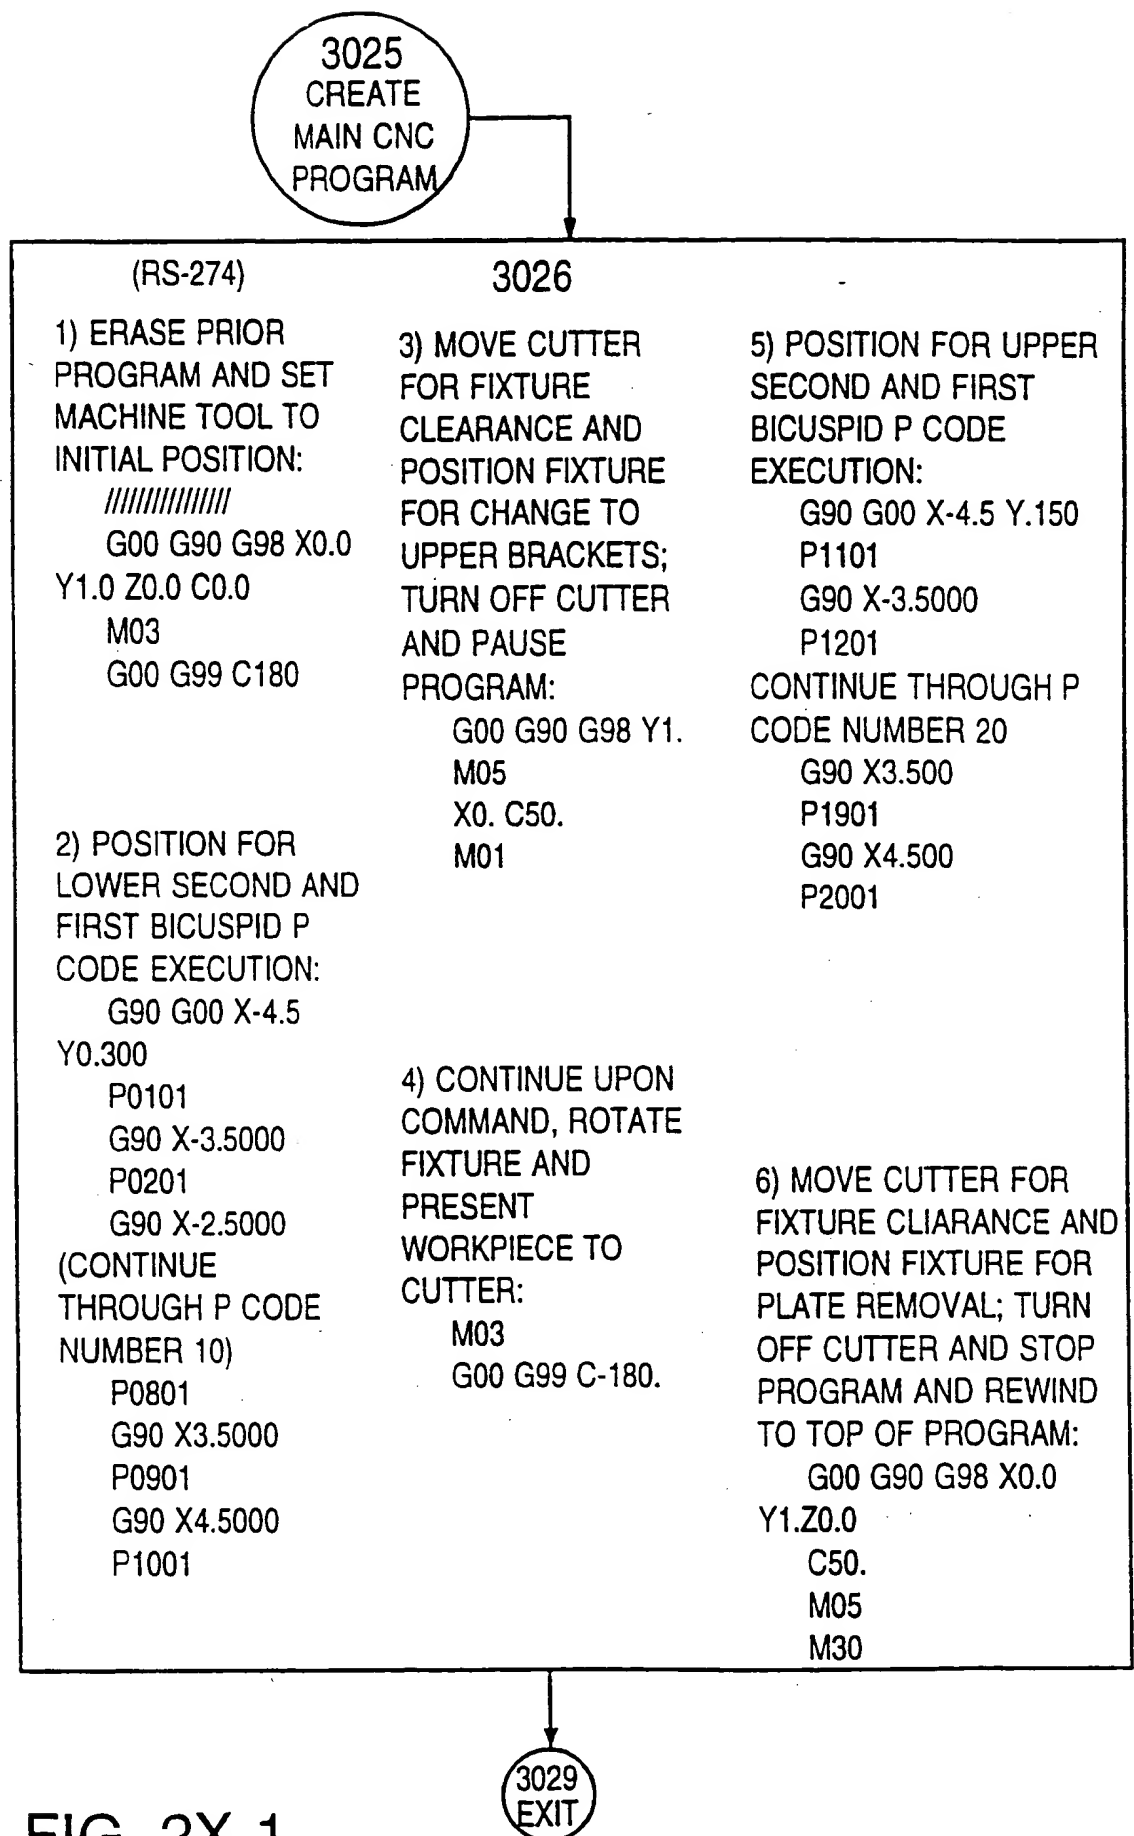 3025
CREATE
MAIN CNC
PROGRAM
(RS-274)
3026
1) ERASE PRIOR
PROGRAM AND SET
MACHINE TOOL TO
INITIAL POSITION:
////////////////
G00 G90 G98 X0.0
Y1.0 Z0.0 C0.0
M03
G00 G99 C180
2) POSITION FOR
LOWER SECOND AND
FIRST BICUSPID P
CODE EXECUTION:
G90 G00 X-4.5
Y0.300
P0101
G90 X-3.5000
P0201
G90 X-2.5000
(CONTINUE
THROUGH P CODE
NUMBER 10)
P0801
G90 X3.5000
P0901
G90 X4.5000
P1001
3) MOVE CUTTER
FOR FIXTURE
CLEARANCE AND
POSITION FIXTURE
FOR CHANGE TO
UPPER BRACKETS;
TURN OFF CUTTER
AND PAUSE
PROGRAM:
G00 G90 G98 Y1.
M05
X0. C50.
M01
4) CONTINUE UPON
COMMAND, ROTATE
FIXTURE AND
PRESENT
WORKPIECE TO
CUTTER:
M03
G00 G99 C-180.
5) POSITION FOR UPPER
SECOND AND FIRST
BICUSPID P CODE
EXECUTION:
G90 G00 X-4.5 Y.150
P1101
G90 X-3.5000
P1201
CONTINUE THROUGH P
CODE NUMBER 20
G90 X3.500
P1901
G90 X4.500
P2001
6) MOVE CUTTER FOR
FIXTURE CLIARANCE AND
POSITION FIXTURE FOR
PLATE REMOVAL; TURN
OFF CUTTER AND STOP
PROGRAM AND REWIND
TO TOP OF PROGRAM:
G00 G90 G98 X0.0
Y1.Z0.0
C50.
M05
M30
3029
EXIT
FIG. 2X.1